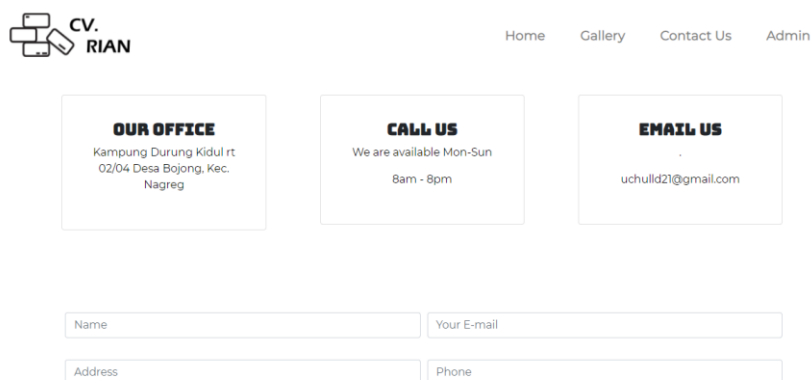 CV.
RIAN
Home Gallery Contact Us Admin
OUR OFFICE
Kampung Durung Kidul rt
02/04 Desa Bojong, Kec.
Nagreg
CALL US
We are available Mon-Sun
8am - 8pm
EMAIL US
.
uchulld21@gmail.com
Name
Your E-mail
Address
Phone